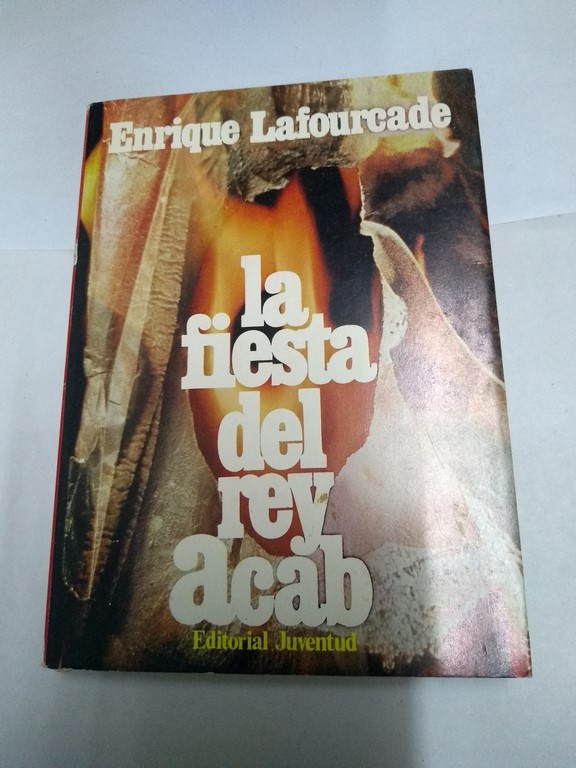 Enrique Lafourcade
la
fiesta
del
rey
acab
Editorial Juventud